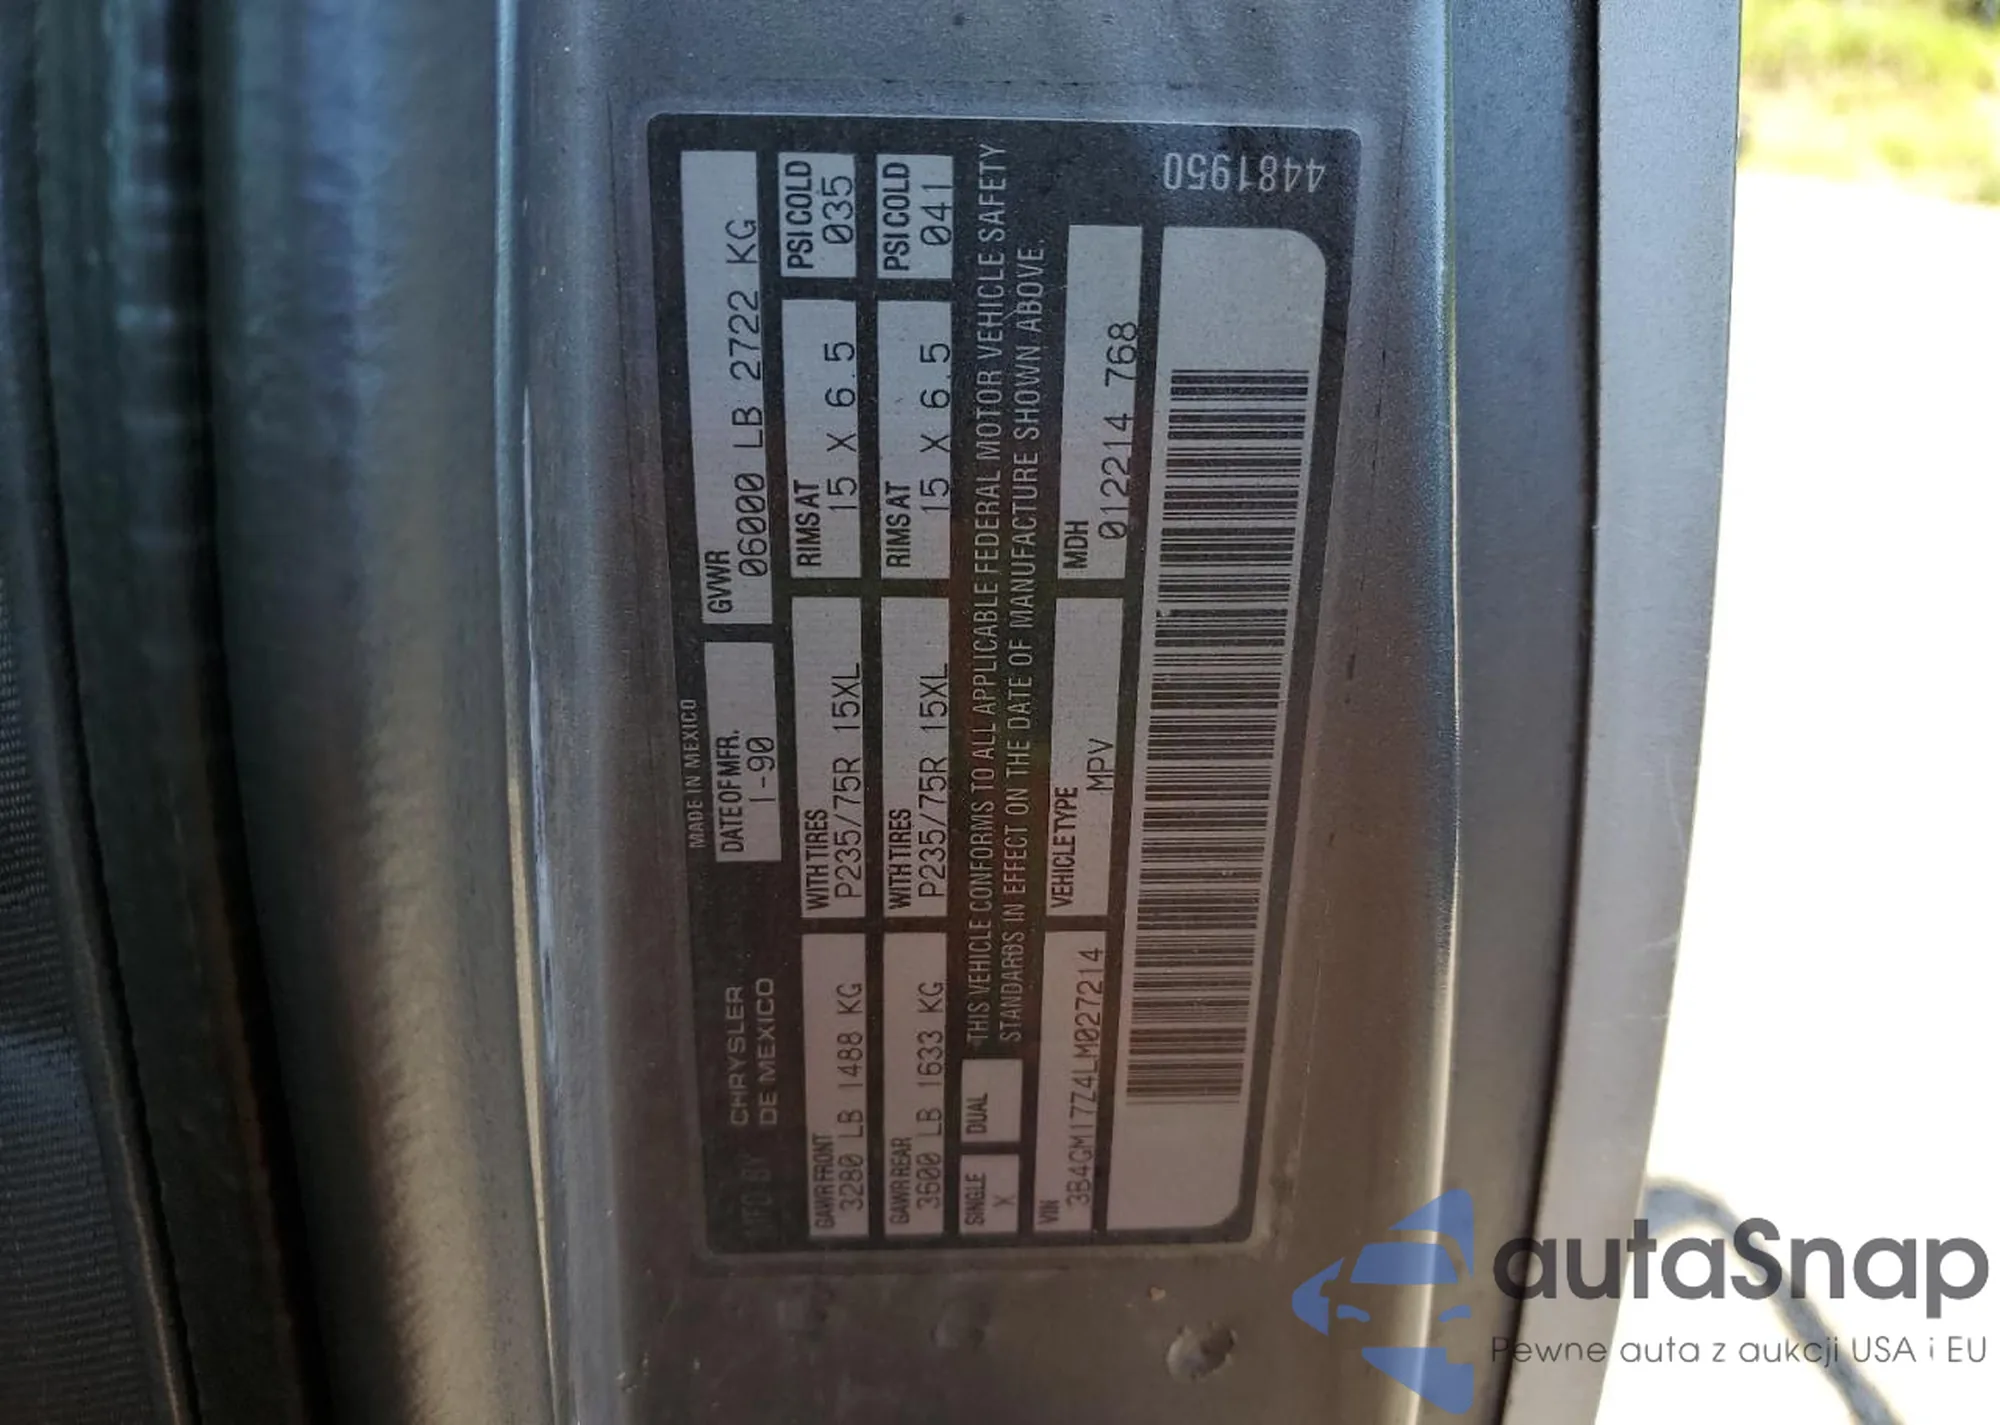 MADE IN MEXICO
MFD BY CHRYSLER
DE MEXICO
DATE OF MFR.
1-90
GVWR
06000 LB 2722 KG
GAWR FRONT
3280 LB 1488 KG
WITH TIRES
P235/75R 15XL
RIMS AT
15 X 6.5
PSI COLD
035
GAWR REAR
3600 LB 1633 KG
WITH TIRES
P235/75R 15XL
RIMS AT
15 X 6.5
PSI COLD
041
SINGLE
X
DUAL
THIS VEHICLE CONFORMS TO ALL APPLICABLE FEDERAL MOTOR VEHICLE SAFETY
STANDARDS IN EFFECT ON THE DATE OF MANUFACTURE SHOWN ABOVE.
VIN
3B4GM17Z4LM027214
VEHICLE TYPE
MPV
MDH
012214 768
4481950
autaSnap
Pewne auta z aukcji USA i EU